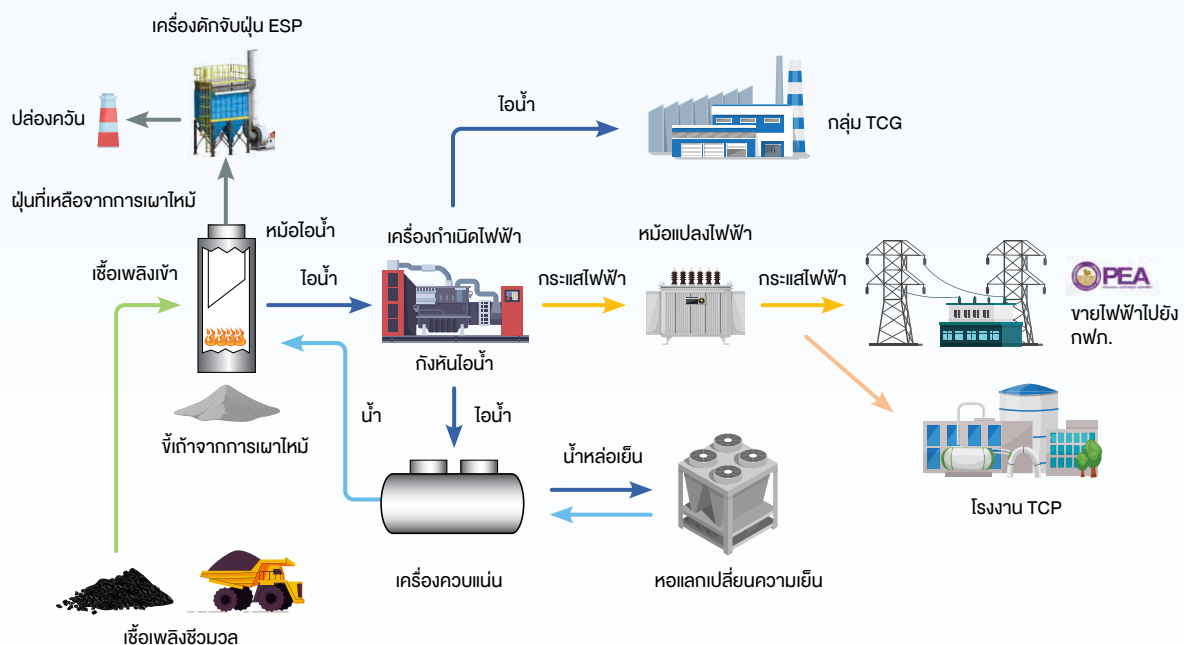 เครื่องดักจับฝุ่น ESP
ปล่องควัน
ไอน้ำ
กลุ่ม TCG
ฝุ่นที่เหลือจากการเผาไหม้
หม้อไอน้ำ
เครื่องกำเนิดไฟฟ้า
หม้อแปลงไฟฟ้า
เชื้อเพลิงเข้า
ไอน้ำ
กระแสไฟฟ้า
กระแสไฟฟ้า
PEA
ขายไฟฟ้าไปยัง
กฟภ.
กังหันไอน้ำ
น้ำ
ไอน้ำ
ขี้เถ้าจากการเผาไหม้
น้ำหล่อเย็น
โรงงาน TCP
เครื่องควบแน่น
หอแลกเปลี่ยนความเย็น
เชื้อเพลิงชีวมวล